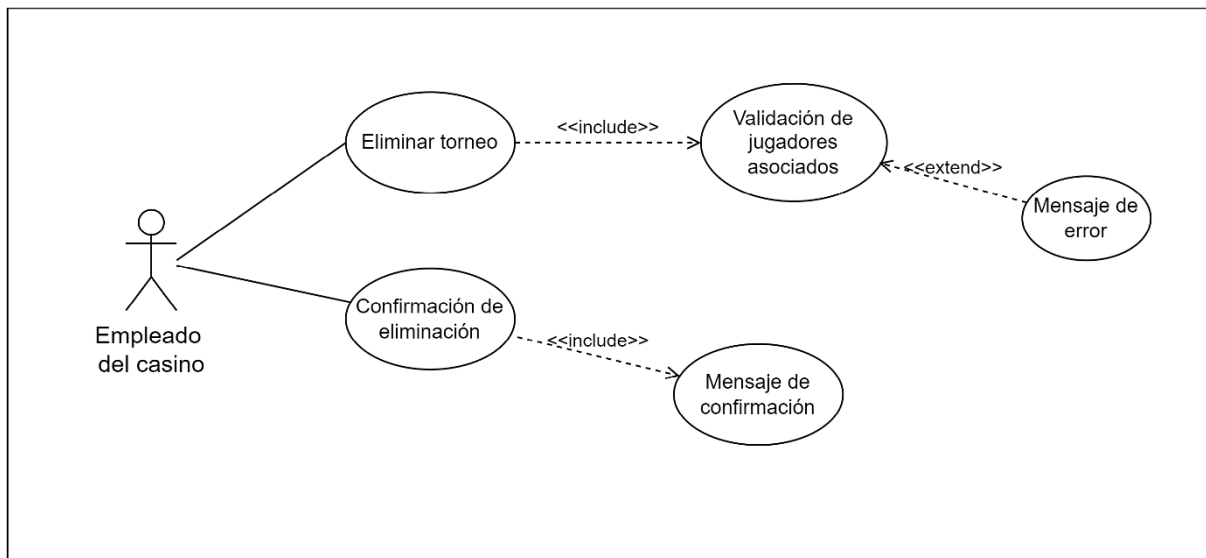 Eliminar torneo
<<include>>
Validación de
jugadores
asociados
<<extend>>
Mensaje de
error
Empleado
del casino
Confirmación de
eliminación
<<include>>
Mensaje de
confirmación